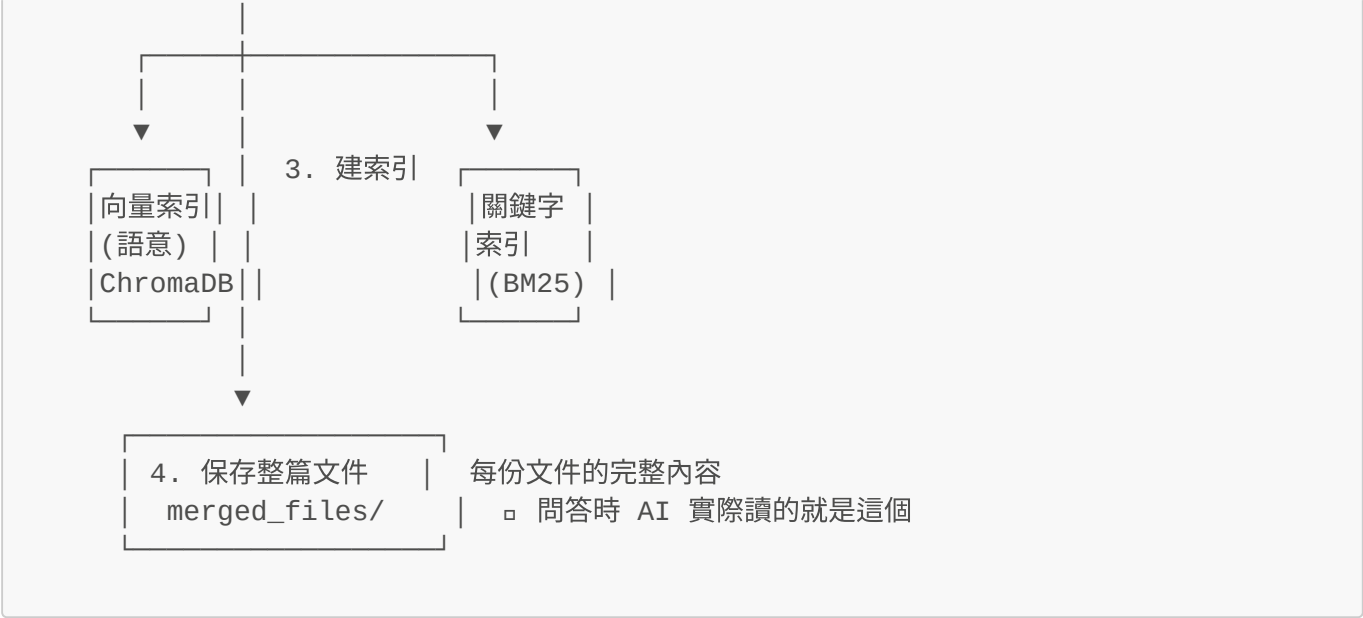 3. 建索引
向量索引
關鍵字
(語意)
索引
ChromaDB
(BM25)
4. 保存整篇文件 每份文件的完整內容
merged_files/ 問答時 AI 實際讀的就是這個